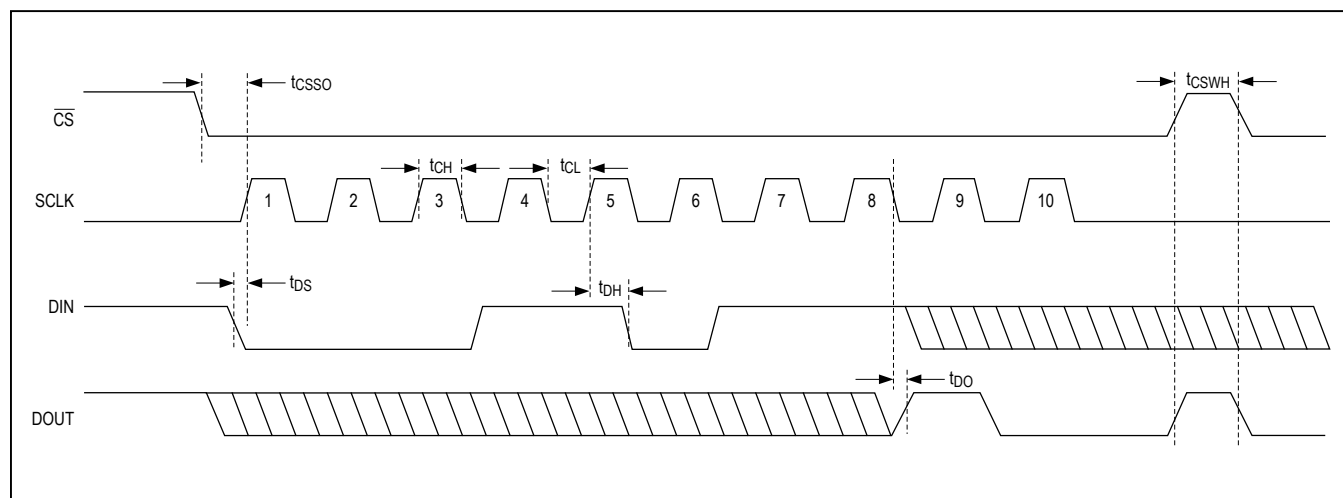 tCSSO
tCSWH
CS
tCH
tCL
SCLK
1 2 3 4 5 6 7 8 9 10
tDS
tDH
DIN
tDO
DOUT